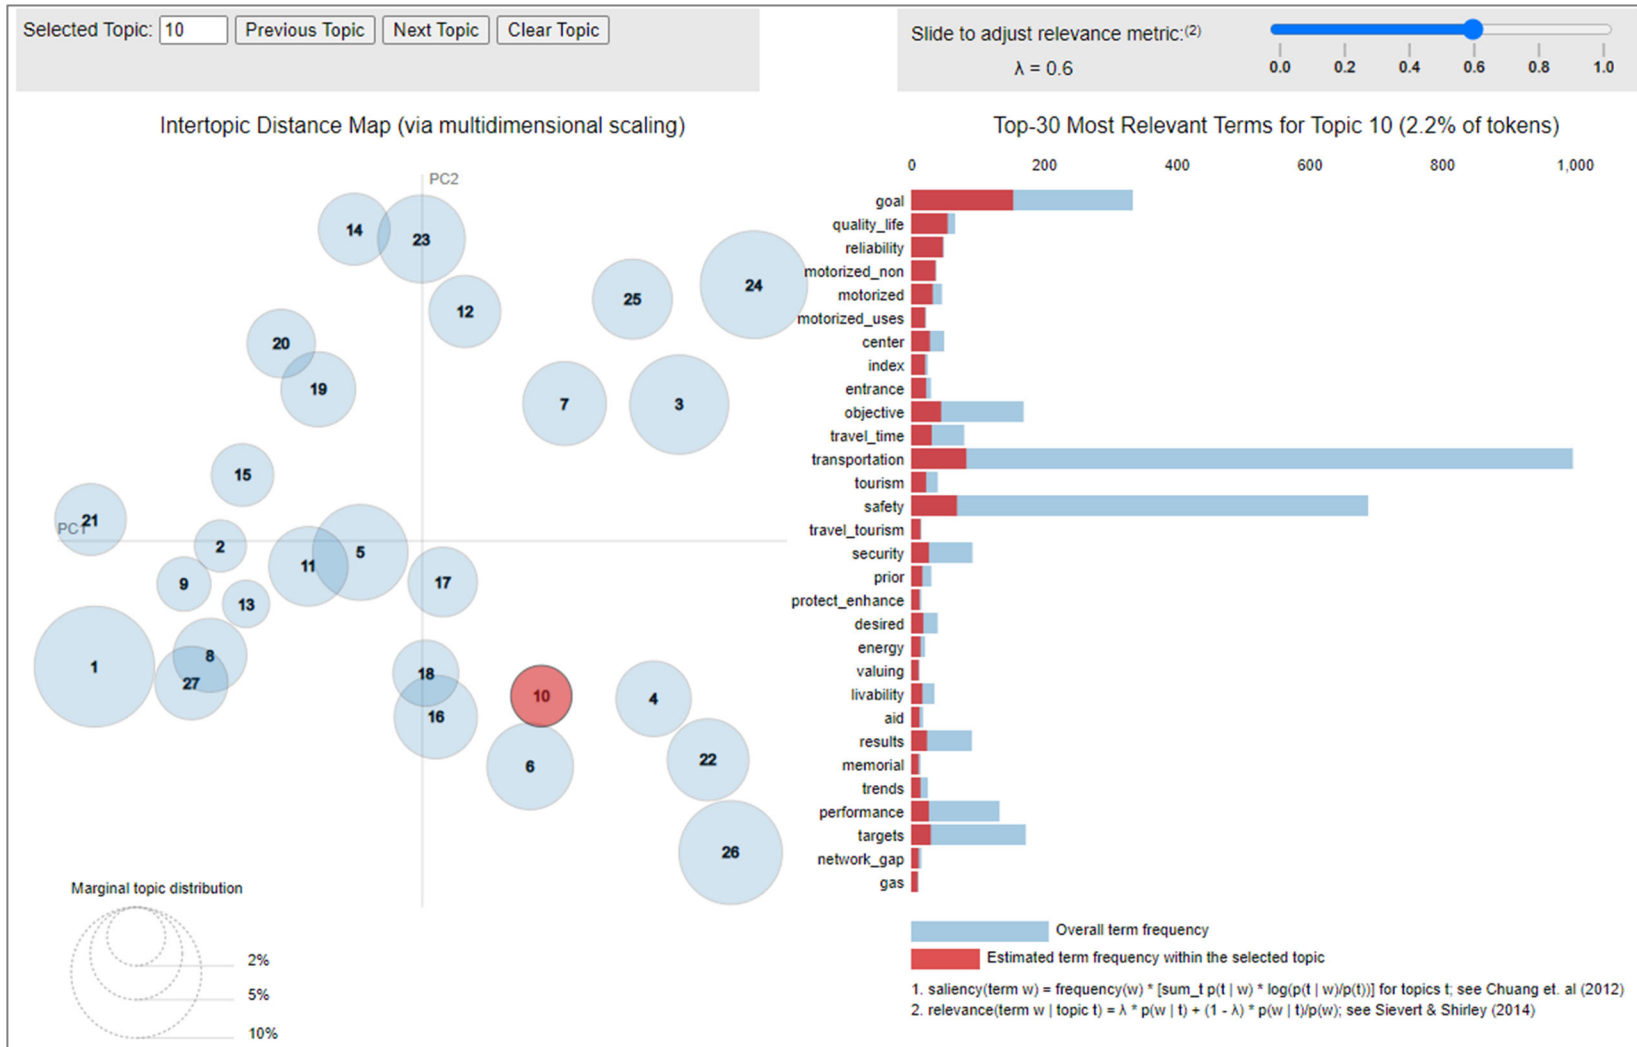 Selected Topic: 10 Previous Topic Next Topic Clear Topic
Slide to adjust relevance metric:(2)
λ = 0.6
0.0 0.2 0.4 0.6 0.8 1.0
Intertopic Distance Map (via multidimensional scaling)
PC2
14
23
24
25
12
20
19
7
3
15
21
PC1
2
5
11
9
17
13
8
1
18
27
10
4
16
22
6
26
Marginal topic distribution
2%
5%
10%
Top-30 Most Relevant Terms for Topic 10 (2.2% of tokens)
0 200 400 600 800 1,000
goal
quality_life
reliability
motorized_non
motorized
motorized_uses
center
index
entrance
objective
travel_time
transportation
tourism
safety
travel_tourism
security
prior
protect_enhance
desired
energy
valuing
livability
aid
results
memorial
trends
performance
targets
network_gap
gas
Overall term frequency
Estimated term frequency within the selected topic
1. saliency(term w) = frequency(w) * [sum_t p(t | w) * log(p(t | w)/p(t))] for topics t; see Chuang et. al (2012)
2. relevance(term w | topic t) = λ * p(w | t) + (1 - λ) * p(w | t)/p(w); see Sievert & Shirley (2014)